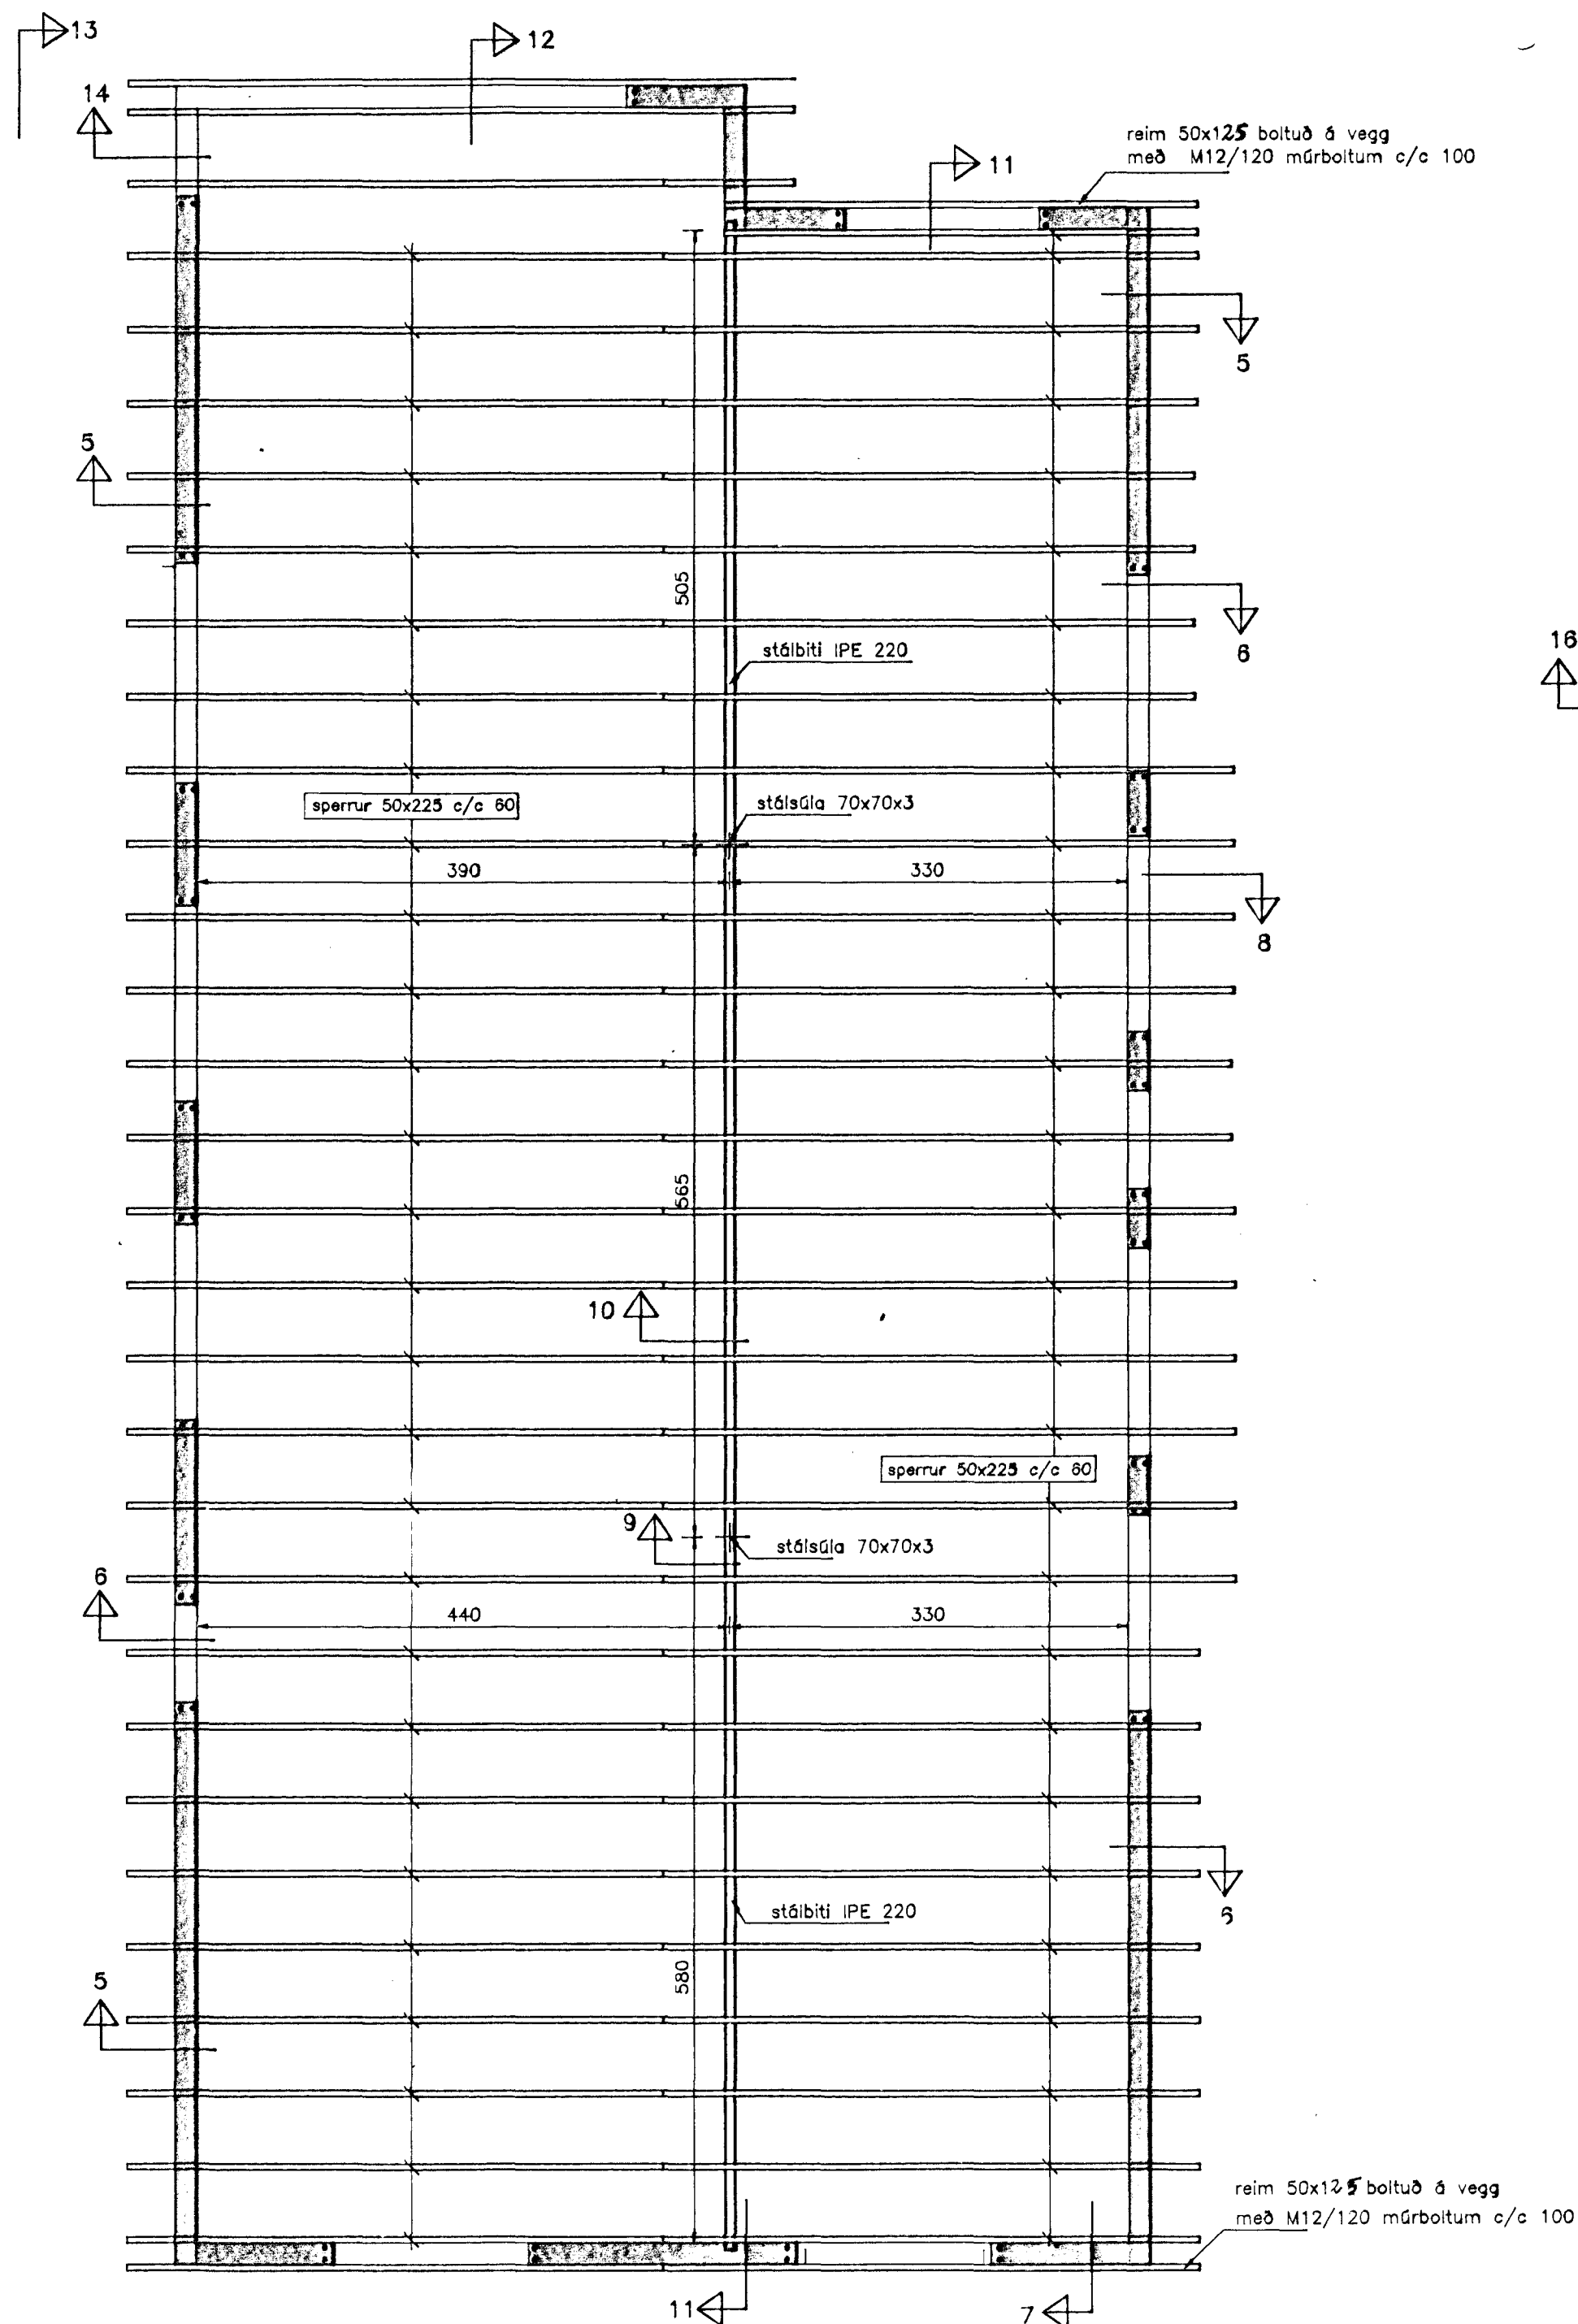 13
12
14
reim 50x125 boltuð á vegg
með M12/120 múrboltum c/c 100
11
5
5
505
6
16
stálbiti IPE 220
sperrur 50x225 c/c 60
stálsúla 70x70x3
390
330
8
565
10
sperrur 50x225 c/c 60
9
stálsúla 70x70x3
6
440
330
stálbiti IPE 220
6
580
5
reim 50x125 boltuð á vegg
með M12/120 múrboltum c/c 100
11
7